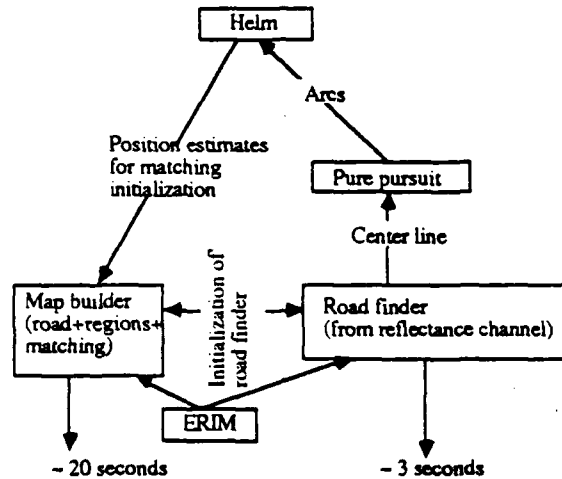 Helm
Arcs
Position estimates
for matching
initialization
Pure pursuit
Center line
Map builder
(road+regions+
matching)
Initialization of
road finder
Road finder
(from reflectance channel)
ERIM
~ 20 seconds
~ 3 seconds